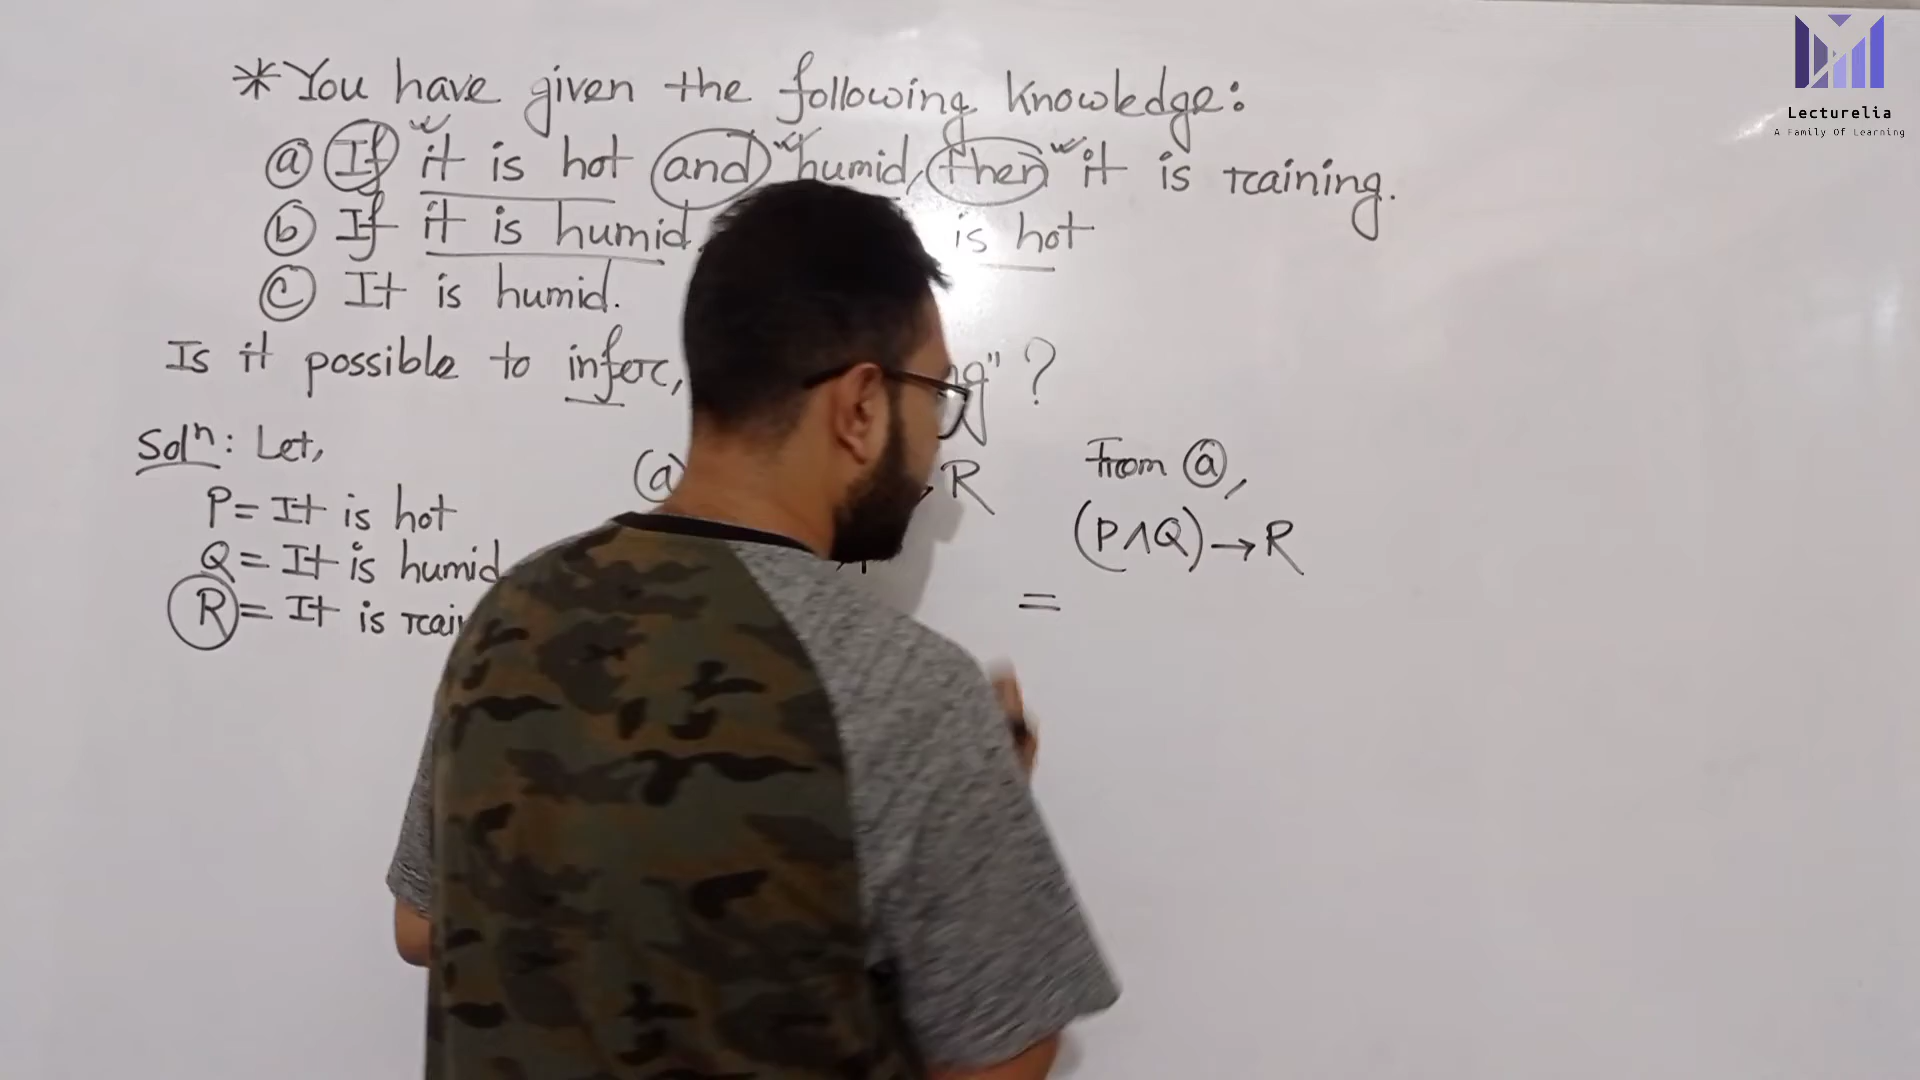 *You have given the following knowledge:
(a) If it is hot and humid, then it is raining.
(b) If it is humid, is hot
(c) It is humid.
Is it possible to infer, "?
Solⁿ: Let,
P = It is hot
Q = It is humid
R = It is
(a) R
From (a),
(P∧Q) → R
=
Lecturelia
A Family Of Learning